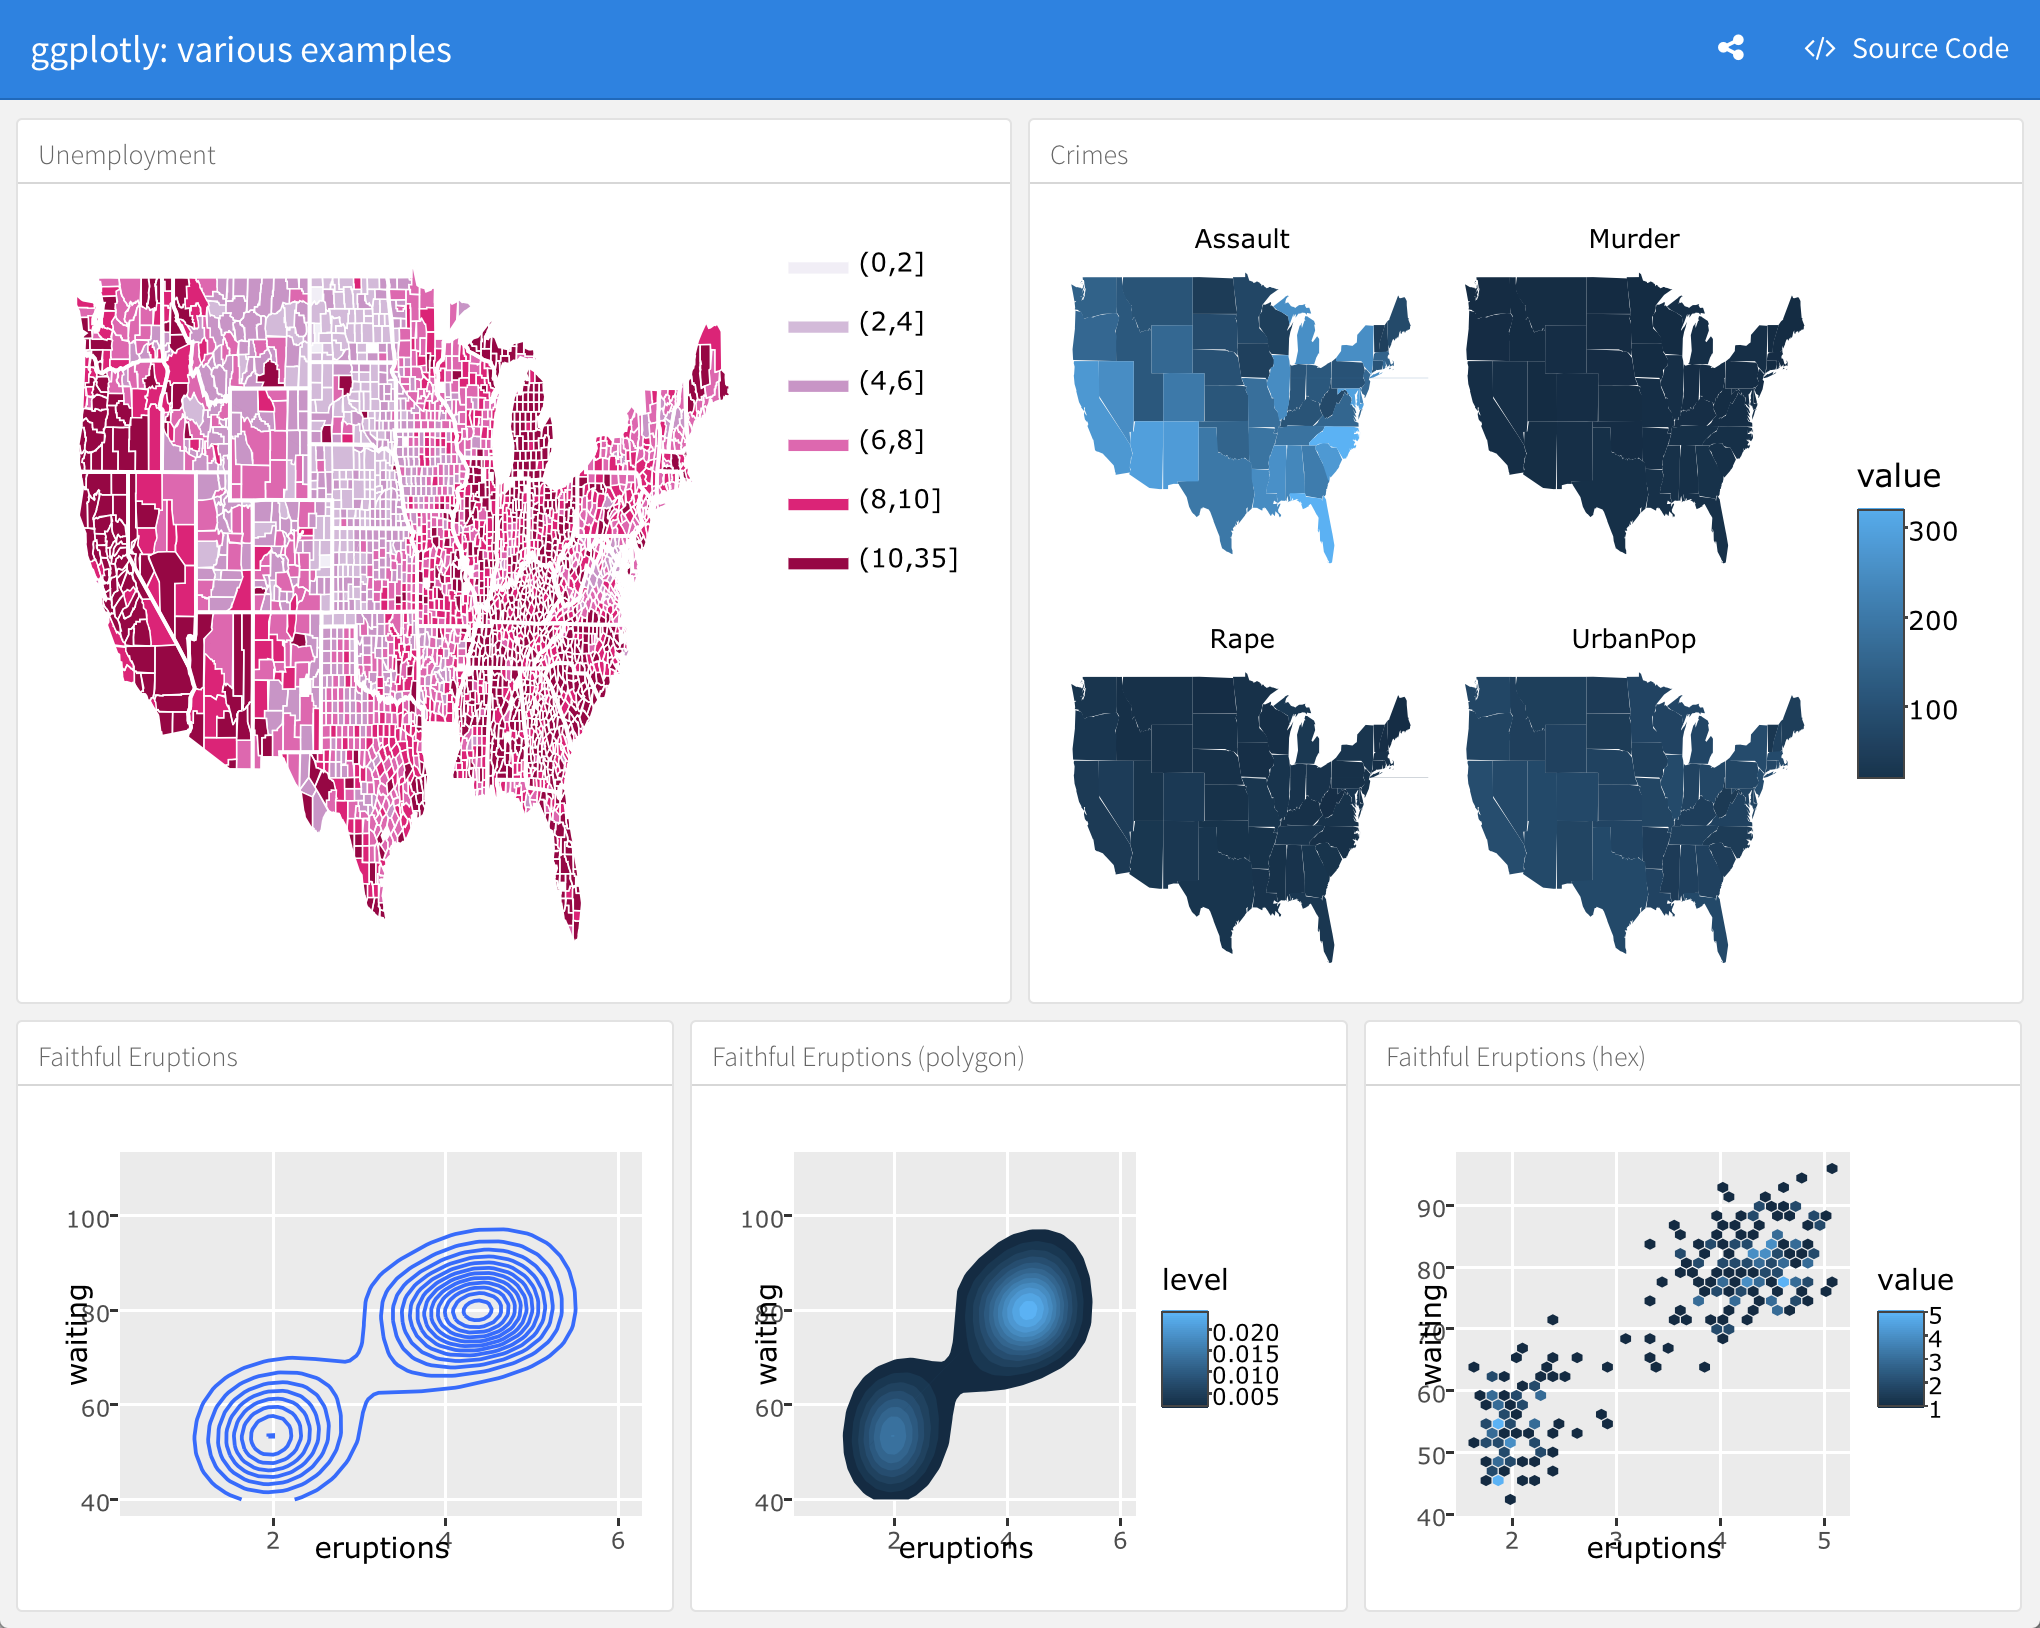 ggplotly: various examples
Source Code
Unemployment
(0,2]
(2,4]
(4,6]
(6,8]
(8,10]
(10,35]
Crimes
Assault
Murder
Rape
UrbanPop
value
300
200
100
Faithful Eruptions
waiting
100
80
60
40
2
4
6
eruptions
Faithful Eruptions (polygon)
waiting
100
80
60
40
2
4
6
eruptions
level
0.020
0.015
0.010
0.005
Faithful Eruptions (hex)
waiting
90
80
70
60
50
40
2
3
4
5
eruptions
value
5
4
3
2
1